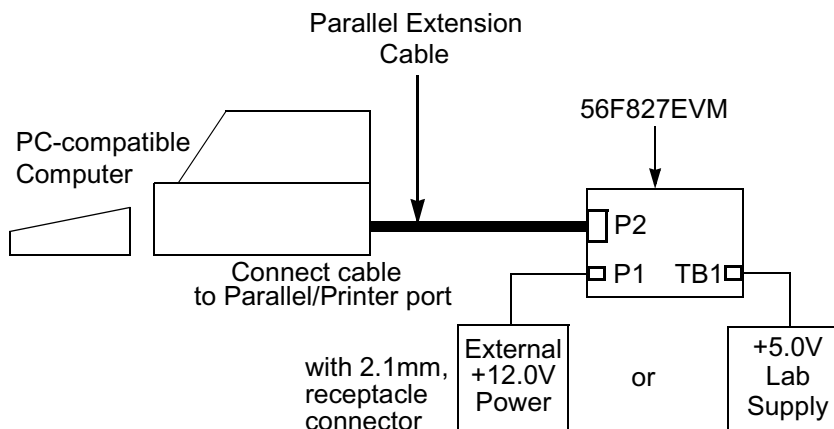 Parallel Extension
Cable
56F827EVM
PC-compatible
Computer
P2
Connect cable
to Parallel/Printer port
P1
TB1
with 2.1mm,
receptacle
connector
External
+12.0V
Power
or
+5.0V
Lab
Supply